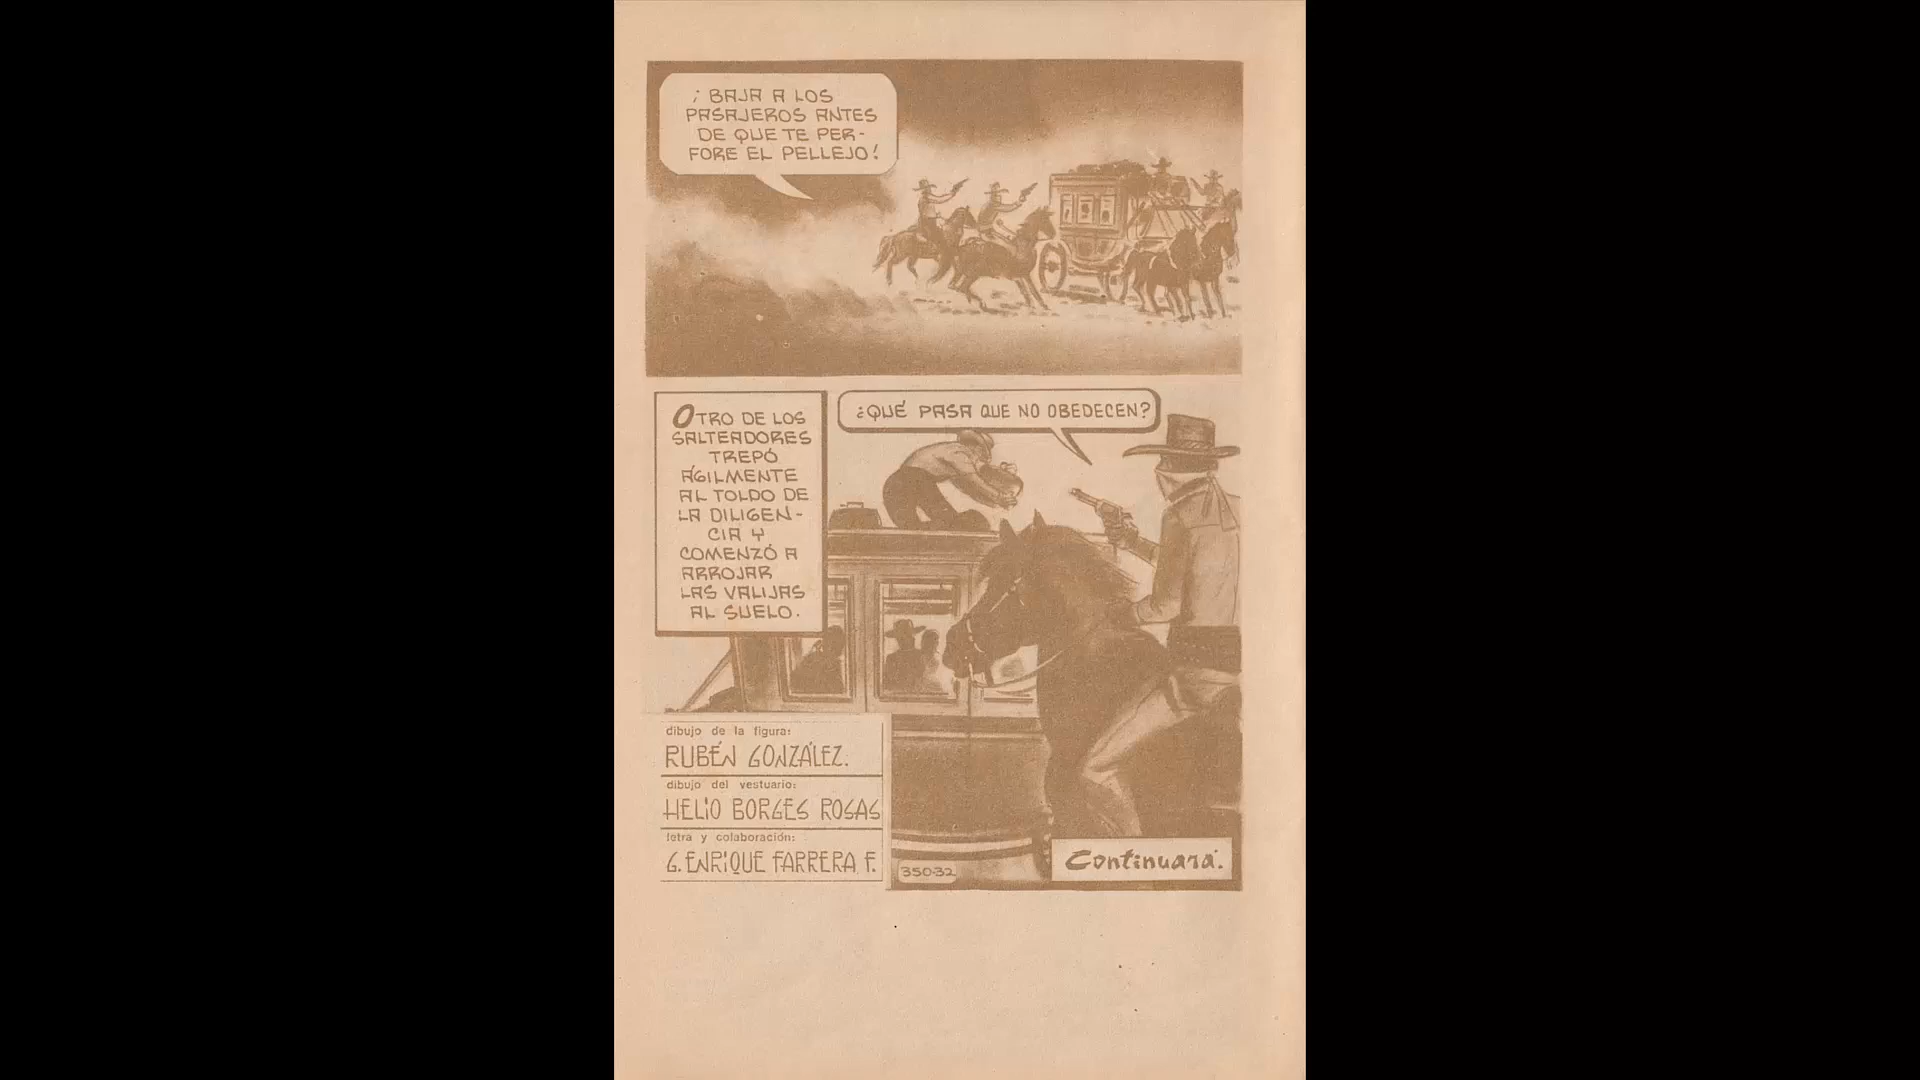 ¡BAJA A LOS
PASAJEROS ANTES
DE QUE TE PER-
FORE EL PELLEJO!
OTRO DE LOS
SALTEADORES
TREPÓ
ÁGILMENTE
AL TOLDO DE
LA DILIGEN-
CIA Y
COMENZÓ A
ARROJAR
LAS VALIJAS
AL SUELO.
¿QUÉ PASA QUE NO OBEDECEN?
dibujo de la figura:
RUBÉN GONZÁLEZ.
dibujo del vestuario:
HELIO BORGES ROSAS
letra y colaboración:
G. ENRIQUE FARRERA F.
350-32
Continuará.